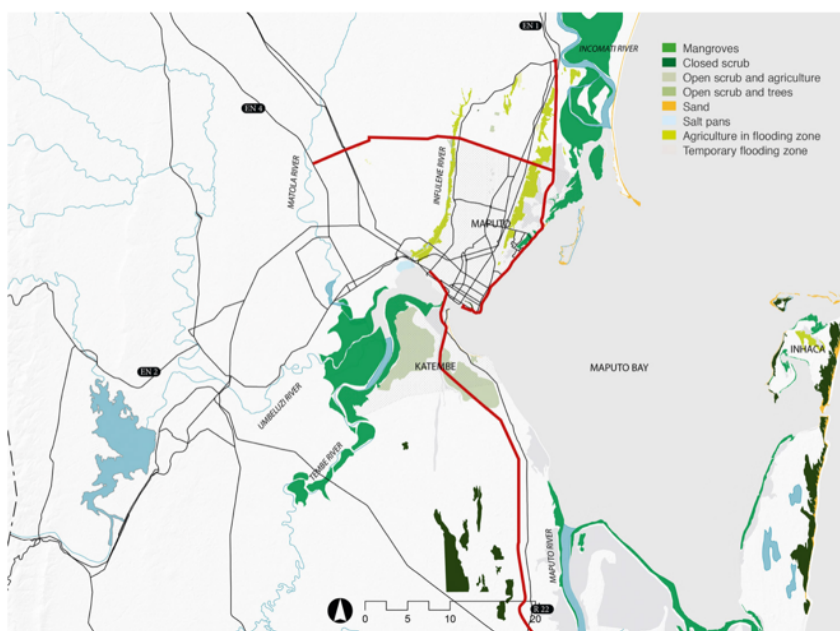 EN 1
INCOMATI RIVER
Mangroves
Closed scrub
Open scrub and agriculture
Open scrub and trees
Sand
Salt pans
Agriculture in flooding zone
Temporary flooding zone
EN 4
MATOLA RIVER
INFULENE RIVER
MAPUTO
INHACA
KATEMBE
MAPUTO BAY
EN 2
UMBELUZI RIVER
TEMBE RIVER
MAPUTO RIVER
0 5 10 20
R 22